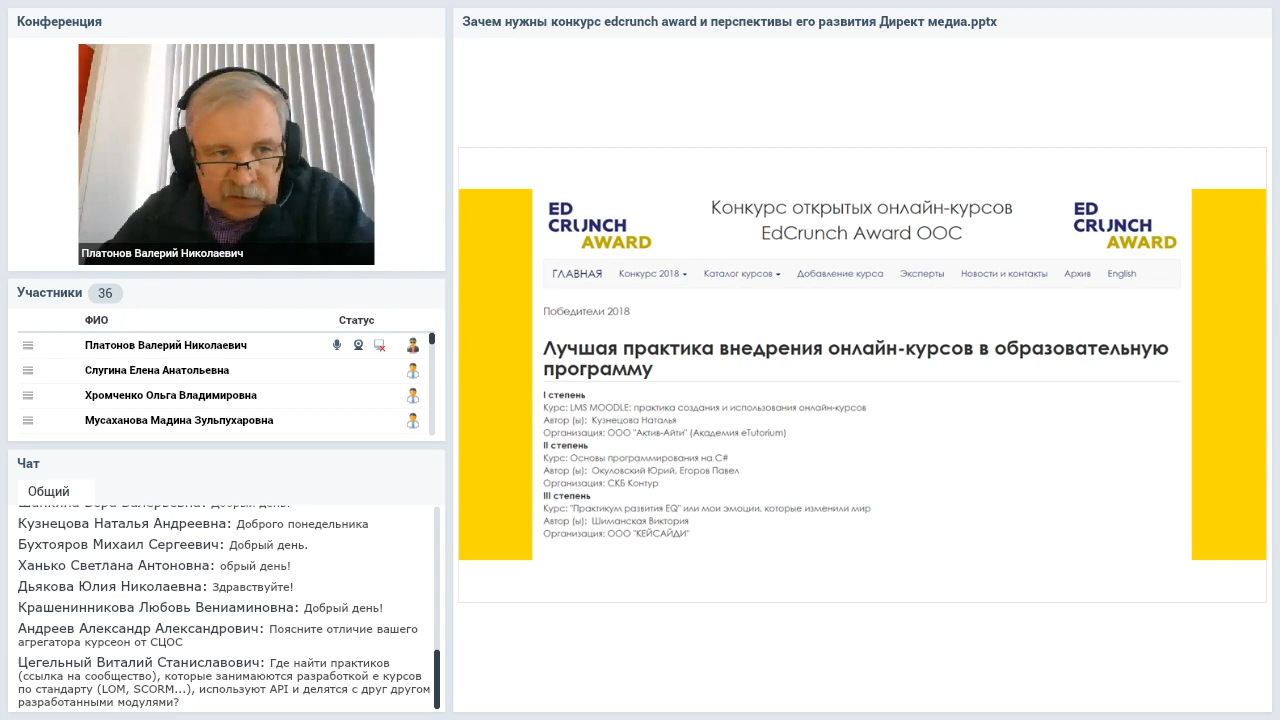 Конференция
Платонов Валерий Николаевич
Участники 36
ФИО Статус
Платонов Валерий Николаевич
Слугина Елена Анатольевна
Хромченко Ольга Владимировна
Мусаханова Мадина Зульпухаровна
Чат
Общий
Кузнецова Наталья Андреевна: Доброго понедельника
Бухтояров Михаил Сергеевич: Добрый день.
Ханько Светлана Антоновна: обрый день!
Дьякова Юлия Николаевна: Здравствуйте!
Крашенинникова Любовь Вениаминовна: Добрый день!
Андреев Александр Александрович: Поясните отличие вашего
агрегатора курсеон от СЦОС
Цегельный Виталий Станиславович: Где найти практиков
(ссылка на сообщество), которые занимаюются разработкой е курсов
по стандарту (LOM, SCORM...), используют API и делятся с друг другом
разработанными модулями?
Зачем нужны конкурс edcrunch award и перспективы его развития Директ медиа.pptx
ED
CRUNCH
AWARD
Конкурс открытых онлайн-курсов
EdCrunch Award ООС
ED
CRUNCH
AWARD
ГЛАВНАЯ Конкурс 2018 Каталог курсов Добавление курса Эксперты Новости и контакты Архив English
Победители 2018
Лучшая практика внедрения онлайн-курсов в образовательную
программу
I степень
Курс: LMS MOODLE: практика создания и использования онлайн-курсов
Автор (ы): Кузнецова Наталья
Организация: ООО "Актив-Айти" (Академия eTutorium)
II степень
Курс: Основы программирования на C#
Автор (ы): Окуловский Юрий, Егоров Павел
Организация: СКБ Контур
III степень
Курс: "Практикум развития EQ" или мои эмоции, которые изменили мир
Автор (ы): Шиманская Виктория
Организация: ООО "КЕЙСАЙДИ"